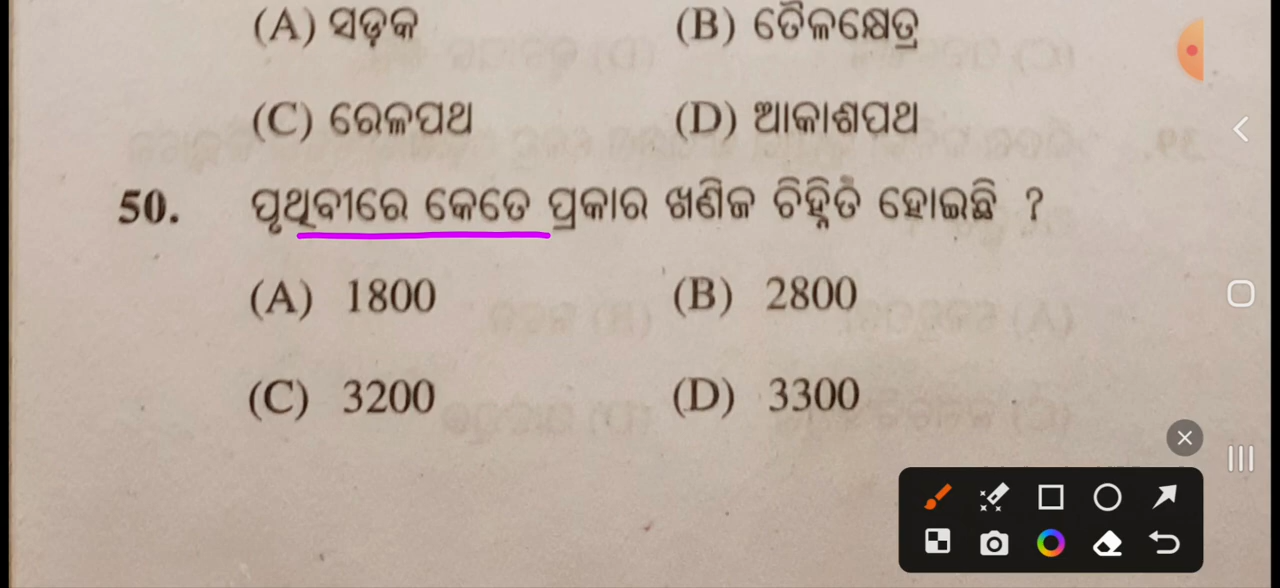 (A) ସଡ଼କ (B) ତୈଳକ୍ଷେତ୍ର
(C) ରେଳପଥ (D) ଆକାଶପଥ
50. ପୃଥିବୀରେ କେତେ ପ୍ରକାର ଖଣିଜ ଚିହ୍ନିତ ହୋଇଛି ?
(A) 1800 (B) 2800
(C) 3200 (D) 3300